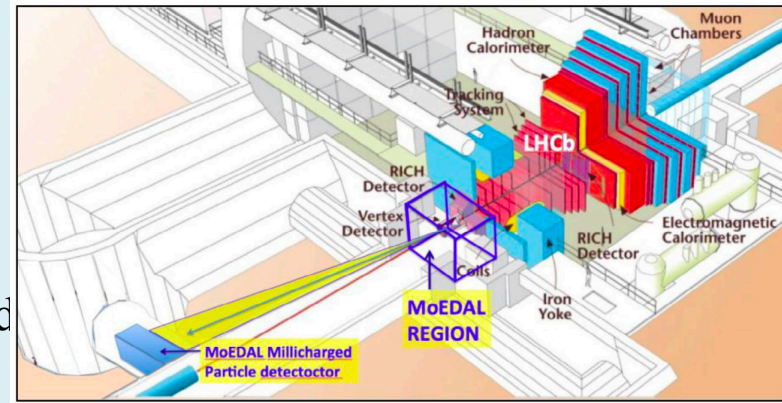 Muon
Chambers
Hadron
Calorimeter
Tracking
System
LHCb
RICH
Detector
Vertex
Detector
Electromagnetic
Calorimeter
RICH
Detector
Coils
Iron
Yoke
MoEDAL
REGION
d
MoEDAL Millicharged
Particle detectoctor